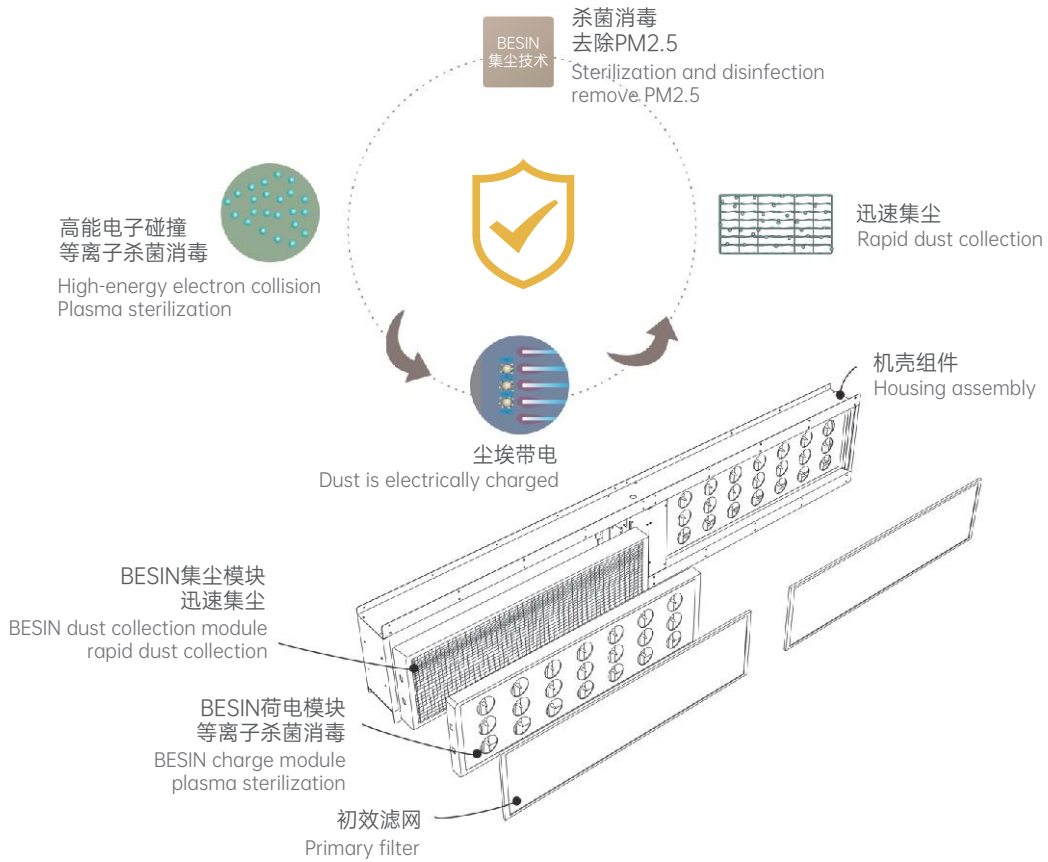 BESIN
集尘技术
杀菌消毒
去除PM2.5
Sterilization and disinfection
remove PM2.5
高能电子碰撞
等离子杀菌消毒
High-energy electron collision
Plasma sterilization
迅速集尘
Rapid dust collection
尘埃带电
Dust is electrically charged
机壳组件
Housing assembly
BESIN集尘模块
迅速集尘
BESIN dust collection module
rapid dust collection
BESIN荷电模块
等离子杀菌消毒
BESIN charge module
plasma sterilization
初效滤网
Primary filter